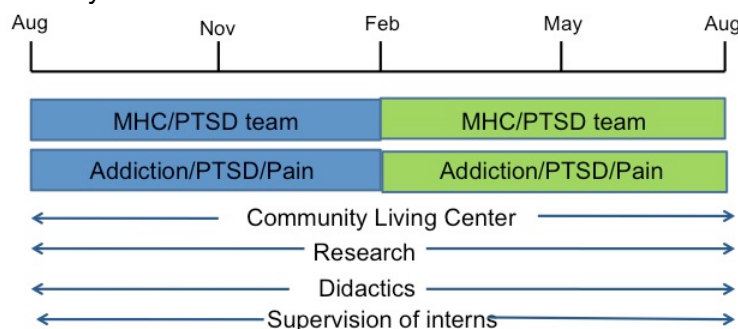 Aug Nov Feb May Aug
MHC/PTSD team MHC/PTSD team
Addiction/PTSD/Pain Addiction/PTSD/Pain
Community Living Center
Research
Didactics
Supervision of interns